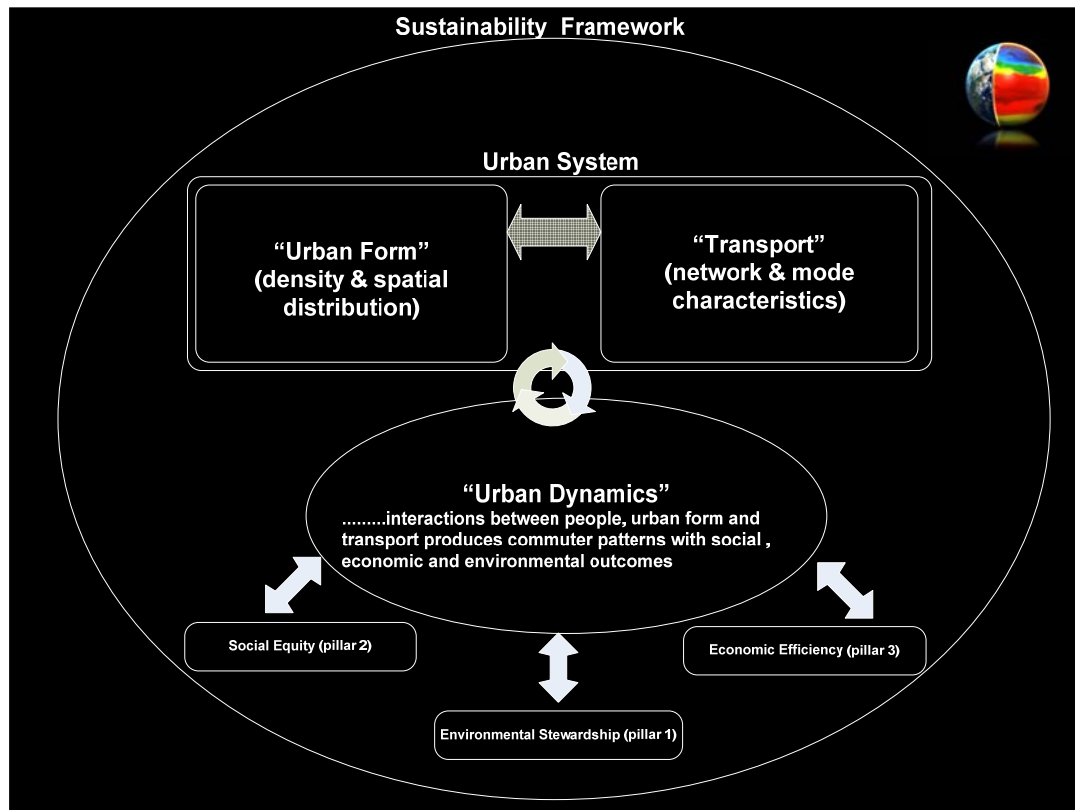 Sustainability Framework
Urban System
“Urban Form”
(density & spatial
distribution)
“Transport”
(network & mode
characteristics)
“Urban Dynamics”
.........interactions between people, urban form and
transport produces commuter patterns with social ,
economic and environmental outcomes
Social Equity (pillar 2)
Economic Efficiency (pillar 3)
Environmental Stewardship (pillar 1)